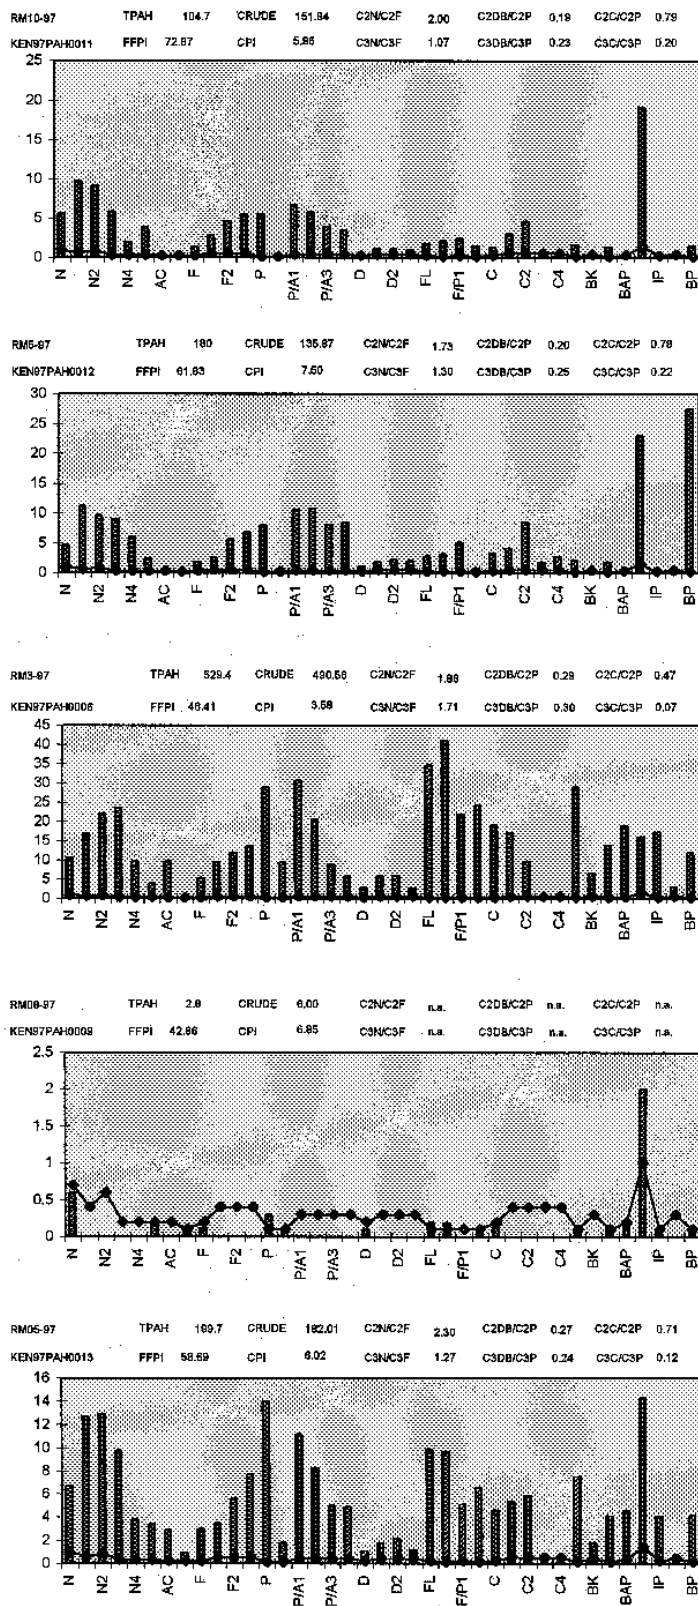 RM10-97 TPAH 104.7 CRUDE 151.84 C2N/C2F 2.00 C2DB/C2P 0.19 C2C/C2P 0.79
KEN97PAH0011 FFPI 72.87 CPI 5.86 C3N/C3F 1.07 C3DB/C3P 0.23 C3C/C3P 0.20
25
20
15
10
5
0
N N2 N4 AC F F2 P P/A1 P/A3 D D2 FL F/P1 C C2 C4 BK BAP IP BP
RM6-97 TPAH 180 CRUDE 135.87 C2N/C2F 1.73 C2DB/C2P 0.20 C2C/C2P 0.78
KEN97PAH0012 FFPI 61.83 CPI 7.50 C3N/C3F 1.30 C3DB/C3P 0.25 C3C/C3P 0.22
30
25
20
15
10
5
0
N N2 N4 AC F F2 P P/A1 P/A3 D D2 FL F/P1 C C2 C4 BK BAP IP BP
RM3-97 TPAH 529.4 CRUDE 490.56 C2N/C2F C2DB/C2P 0.29 C2C/C2P 0.47
FFPI 46.41 CPI 3.58 C3N/C3F 1.71 C3DB/C3P 0.30 C3C/C3P 0.07
45
40
35
30
25
20
15
10
5
0
N N2 N4 AC F F2 P P/A1 P/A3 D D2 FL F/P1 C C2 C4 BK BAP IP BP
TPAH 2.8 CRUDE 6.00 C2N/C2F n.a. C2DB/C2P n.a. C2C/C2P n.a.
KEN97PAH0009 FFPI 42.86 CPI 6.85 C3N/C3F n.a. C3DB/C3P n.a. C3C/C3P n.a.
2.5
2
1.5
1
0.5
0
N N2 N4 AC F F2 P P/A1 P/A3 D D2 FL F/P1 C C2 C4 BK BAP IP BP
RM05-97 TPAH 199.7 CRUDE 182.01 C2N/C2F 2.30 C2DB/C2P 0.27 C2C/C2P 0.71
KEN97PAH0013 FFPI 58.69 CPI 6.02 C3N/C3F 1.27 C3DB/C3P 0.24 C3C/C3P 0.12
16
14
12
10
8
6
4
2
0
N N2 N4 AC F F2 P P/A1 P/A3 D D2 FL F/P1 C C2 C4 BK BAP IP BP